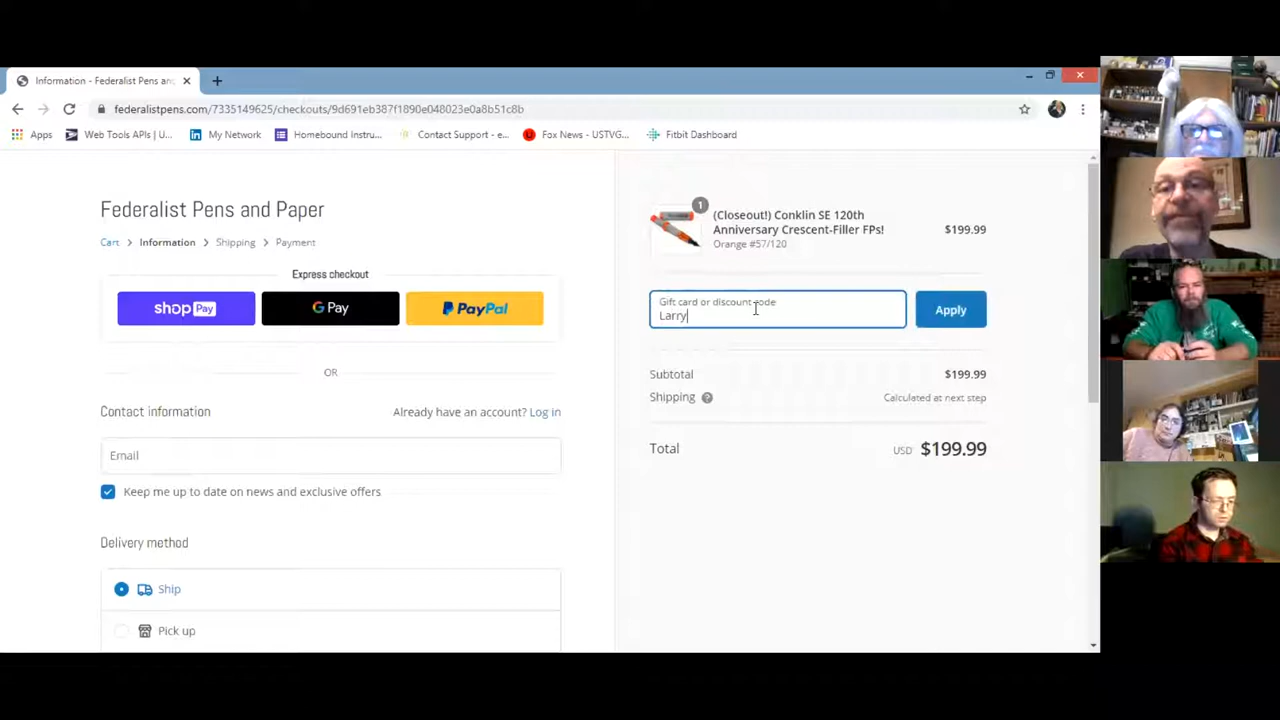 Information - Federalist Pens an
federalistpens.com/7335149625/checkouts/9d691eb387f1890e048023e0a8b51c8b
Apps
Web Tools APIs | U...
My Network
Homebound Instru...
Contact Support - e...
Fox News - USTVG...
Fitbit Dashboard
Federalist Pens and Paper
Cart > Information > Shipping > Payment
Express checkout
shop Pay
G Pay
PayPal
OR
Contact information
Already have an account? Log in
Email
Keep me up to date on news and exclusive offers
Delivery method
Ship
Pick up
1
(Closeout!) Conklin SE 120th
Anniversary Crescent-Filler FPs!
$199.99
Orange #57/120
Gift card or discount code
Larry
Apply
Subtotal
$199.99
Shipping ?
Calculated at next step
Total
USD $199.99